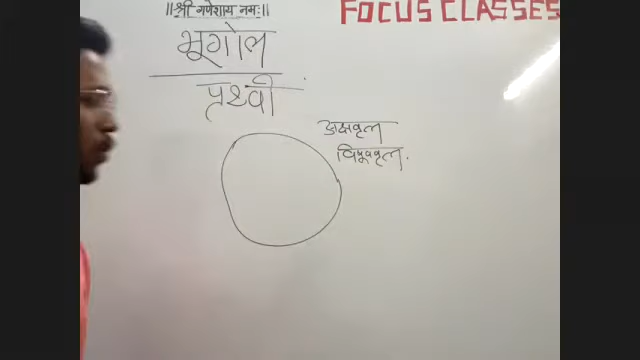 ||श्री गणेशाय नमः||
FOCUS CLASSES
भूगोल
पृथ्वी
अक्षवृत्त
विषुववृत्त.